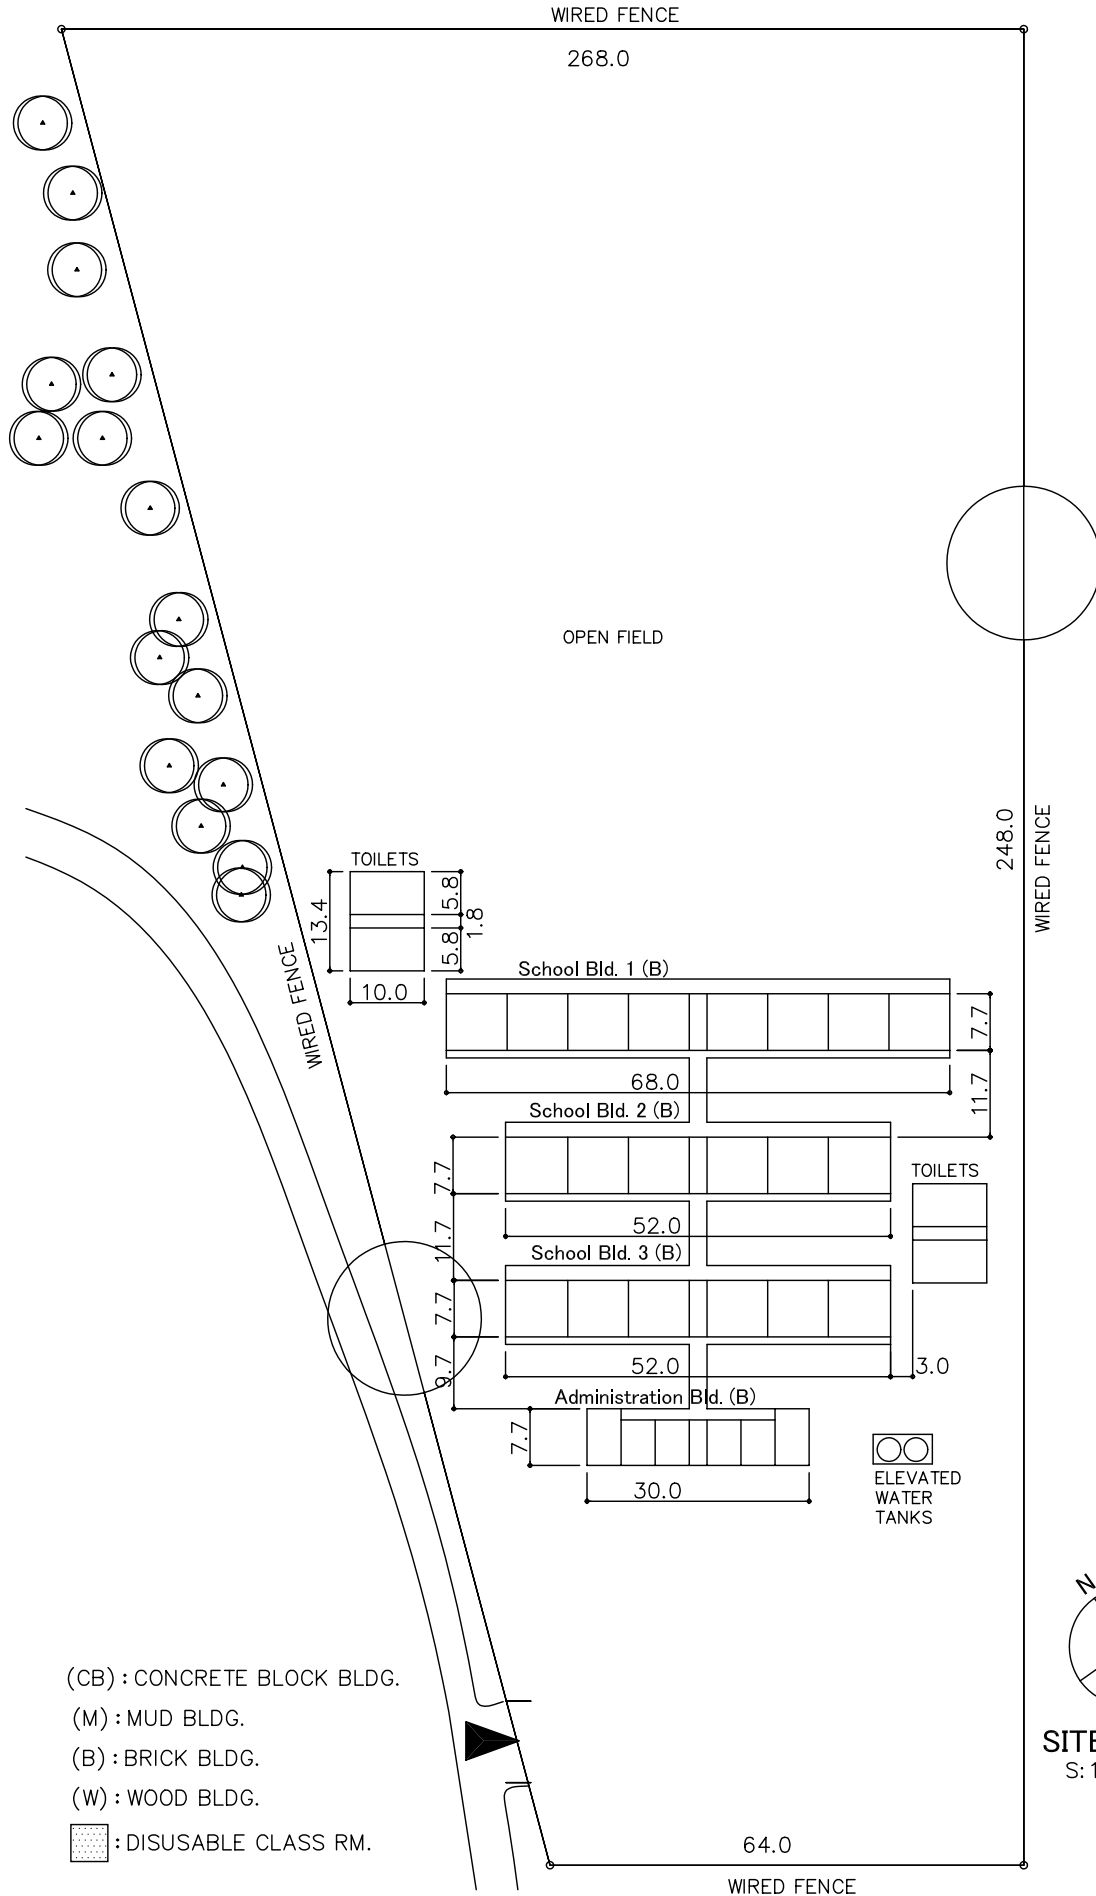 WIRED FENCE
268.0
OPEN FIELD
248.0
WIRED FENCE
TOILETS
13.4
5.8
1.8
5.8
10.0
WIRED FENCE
School Bld. 1 (B)
7.7
68.0
11.7
School Bld. 2 (B)
7.7
TOILETS
52.0
11.7
School Bld. 3 (B)
7.7
52.0
3.0
9.7
Administration Bld. (B)
7.7
30.0
ELEVATED
WATER
TANKS
N
(CB) : CONCRETE BLOCK BLDG.
(M) : MUD BLDG.
(B) : BRICK BLDG.
(W) : WOOD BLDG.
: DISUSABLE CLASS RM.
SITE
S: 1
64.0
WIRED FENCE